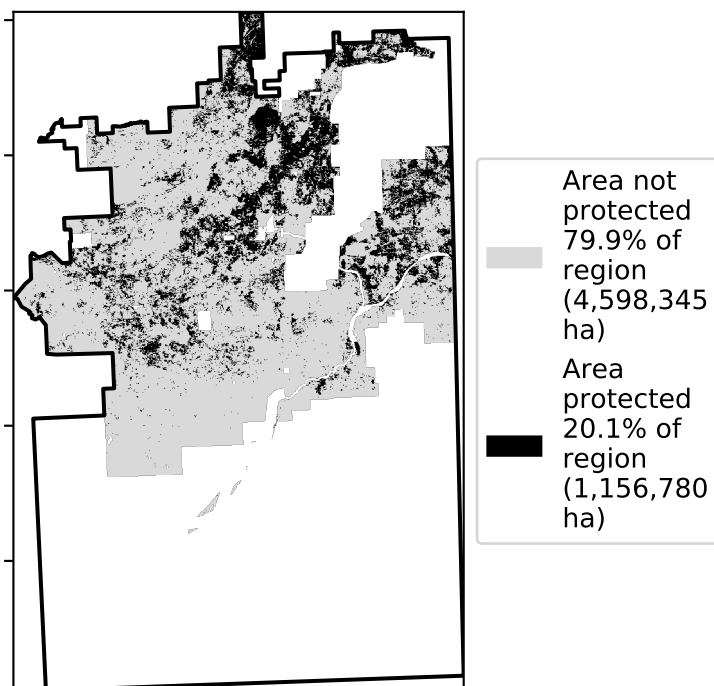 Area not
protected
79.9% of
region
(4,598,345
ha)
Area
protected
20.1% of
region
(1,156,780
ha)